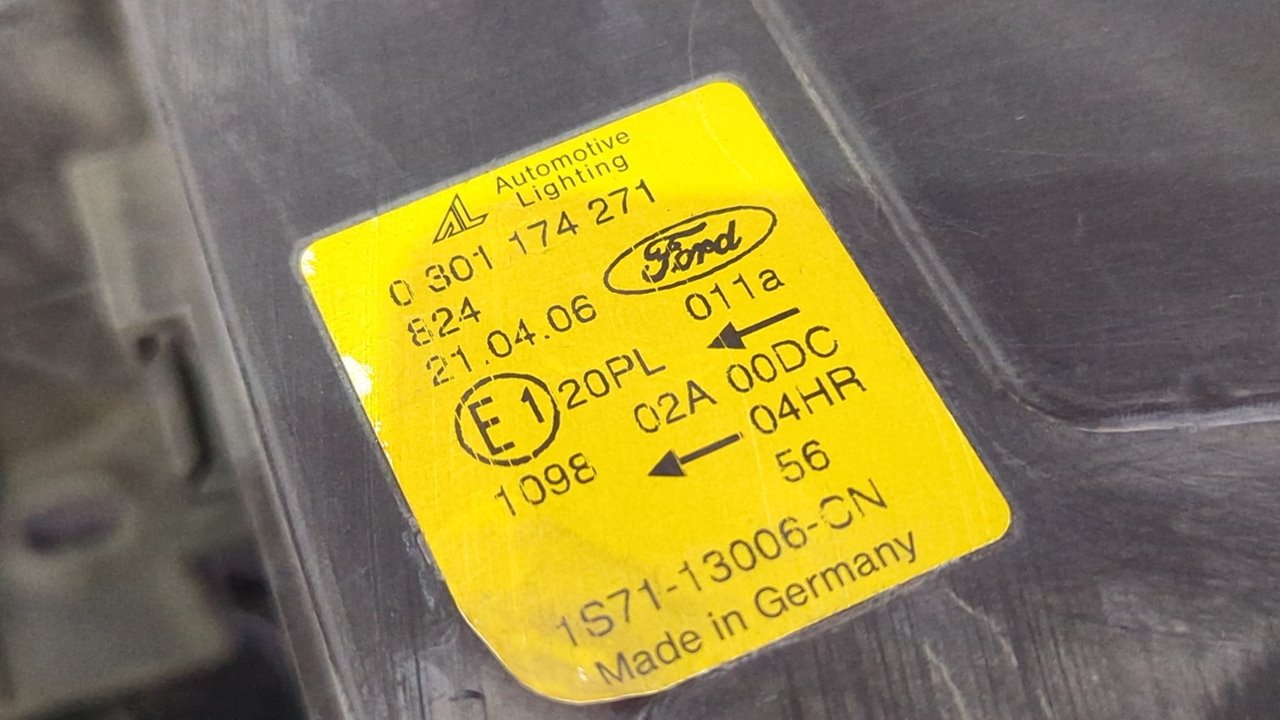 AL Automotive
Lighting
0 301 174 271
824
Ford
21.04.06
011a
E1 20PL
02A 00DC
04HR
1098
56
1S71-13006-CN
Made in Germany